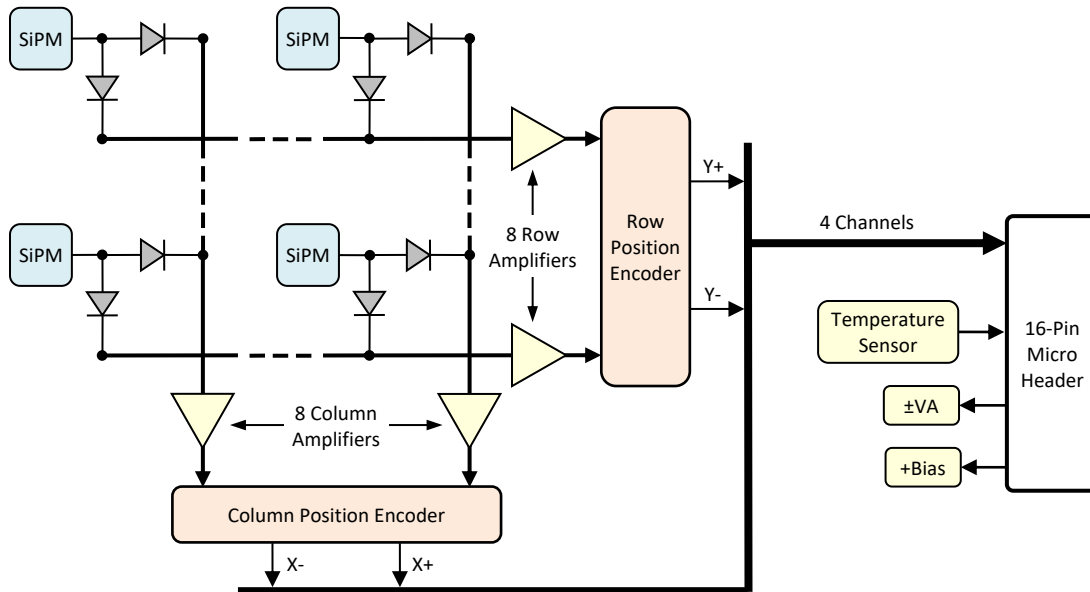 SiPM
SiPM
Y+
8 Row
Amplifiers
Row
Position
Encoder
4 Channels
SiPM
SiPM
Y-
Temperature
Sensor
16-Pin
Micro
Header
±VA
8 Column
Amplifiers
+Bias
Column Position Encoder
X-
X+